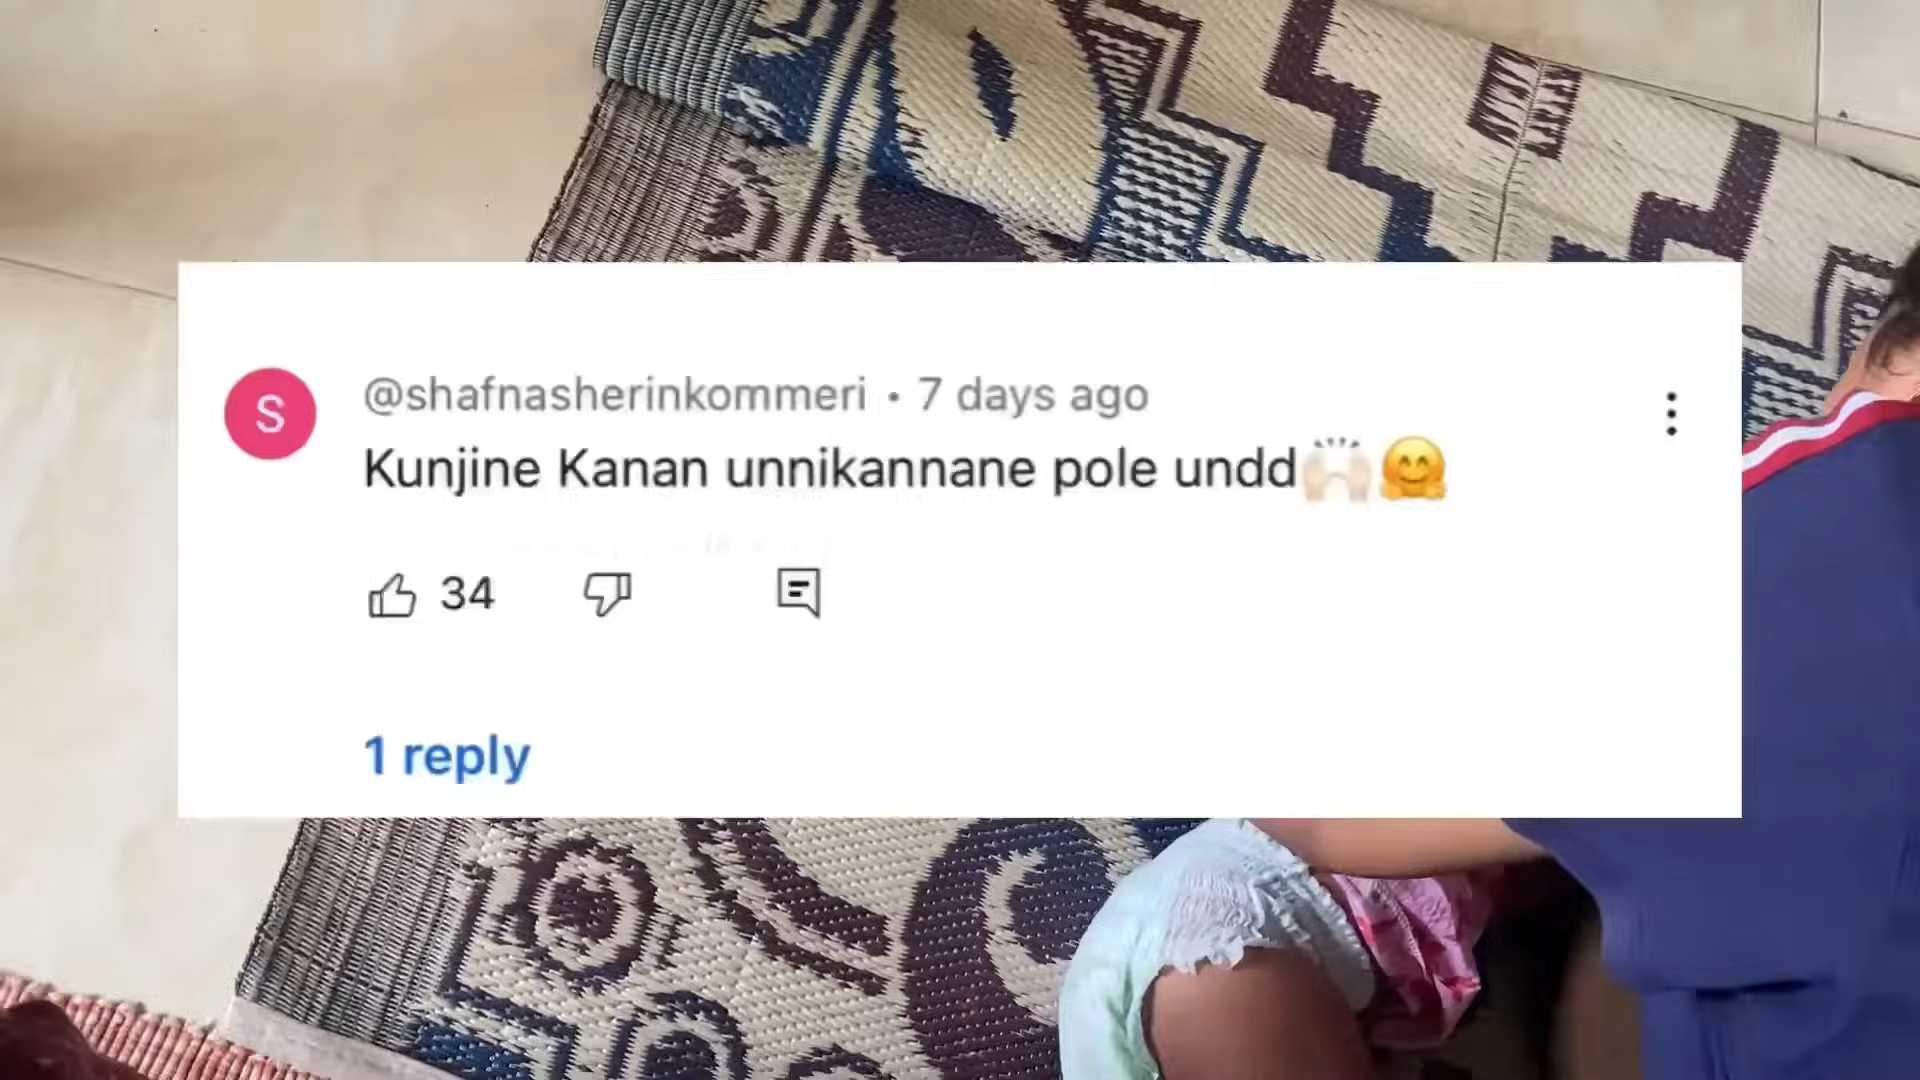 S
@shafnasherinkommeri • 7 days ago
Kunjine Kanan unnikannane pole undd🙌🏻🤗
34
1 reply